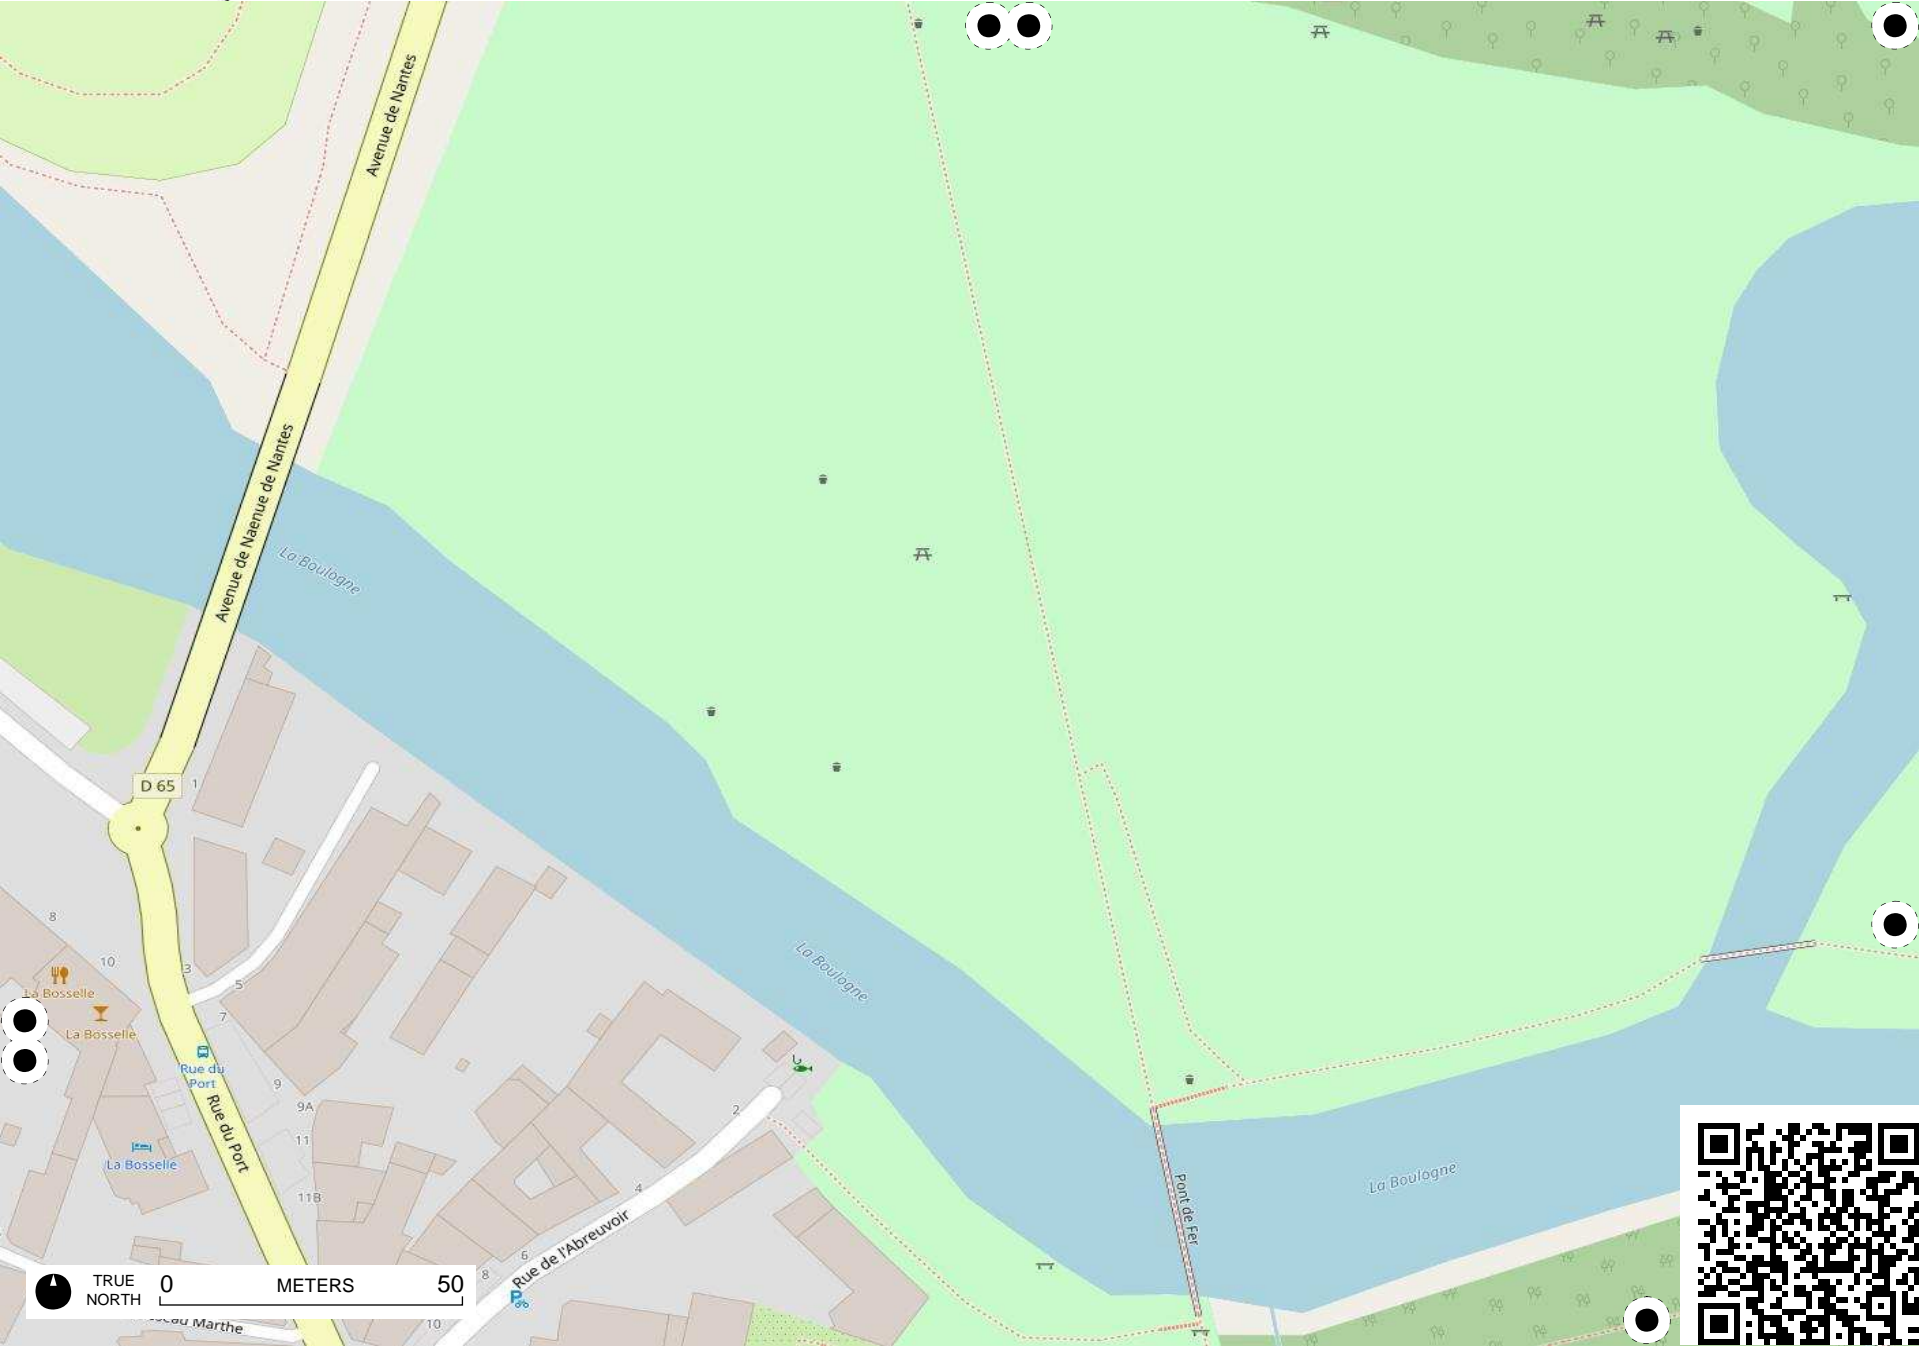 Avenue de Nantes
Avenue de Naenue de Nantes
La Boulogne
D 65
1
8
10
3
5
La Bosselle
7
La Bosselle
La Boulogne
Rue du
Port
9
9A
2
Rue du Port
11
La Bosselle
11B
4
Pont de Fer
La Boulogne
Rue de l'Abreuvoir
6
8
10
TRUE
NORTH
0
METERS
50
Marthe